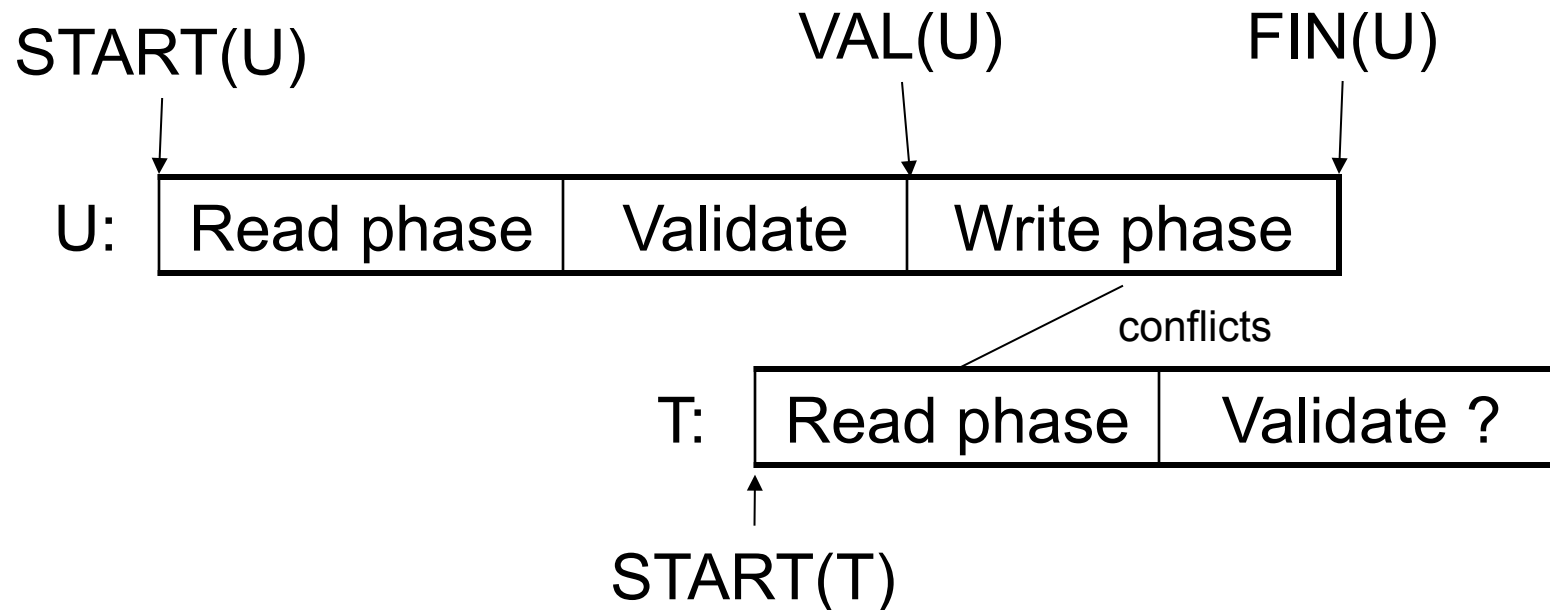 START(U) VAL(U) FIN(U)
U: Read phase Validate Write phase
conflicts
T: Read phase Validate ?
START(T)